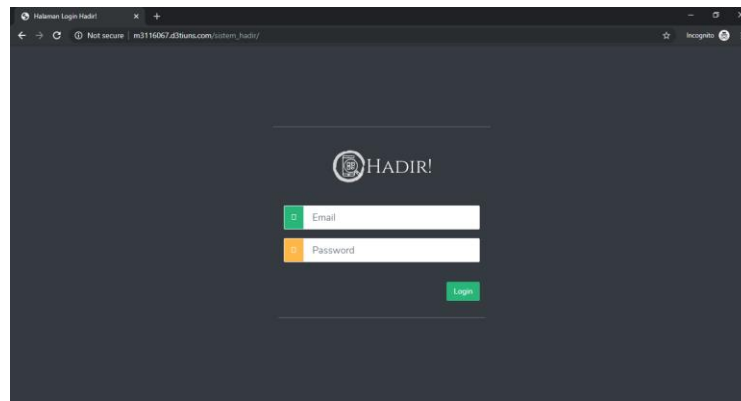 Halaman Login Hadir!
Not secure | m3116067.d3tiuns.com/sistem_hadir/
Incognito
HADIR!
Email
Password
Login